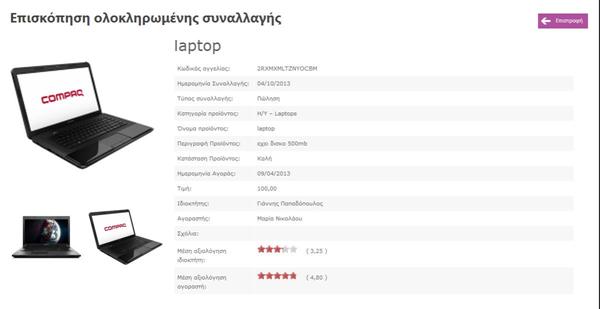 Επισκόπηση ολοκληρωμένης συναλλαγής
Επιστροφή
laptop
Κωδικός αγγελίας: 2RXMXMLTZNYOCBM
Ημερομηνία Συναλλαγής: 04/10/2013
Τύπος συναλλαγής: Πώληση
Κατηγορία προϊόντος: Η/Υ - Laptops
Όνομα προϊόντος: laptop
Περιγραφή Προϊόντος: εχει δισκο 500mb
Κατάσταση Προϊόντος: Καλή
Ημερομηνία Αγοράς: 09/04/2013
Τιμή: 100,00
Ιδιοκτήτης: Γιάννης Παπαδόπουλος
Αγοραστής: Μαρία Νικολάου
Σχόλια:
Μέση αξιολόγηση ιδιοκτήτη: ( 3,25 )
Μέση αξιολόγηση αγοραστή: ( 4,80 )
COMPAQ
COMPAQ